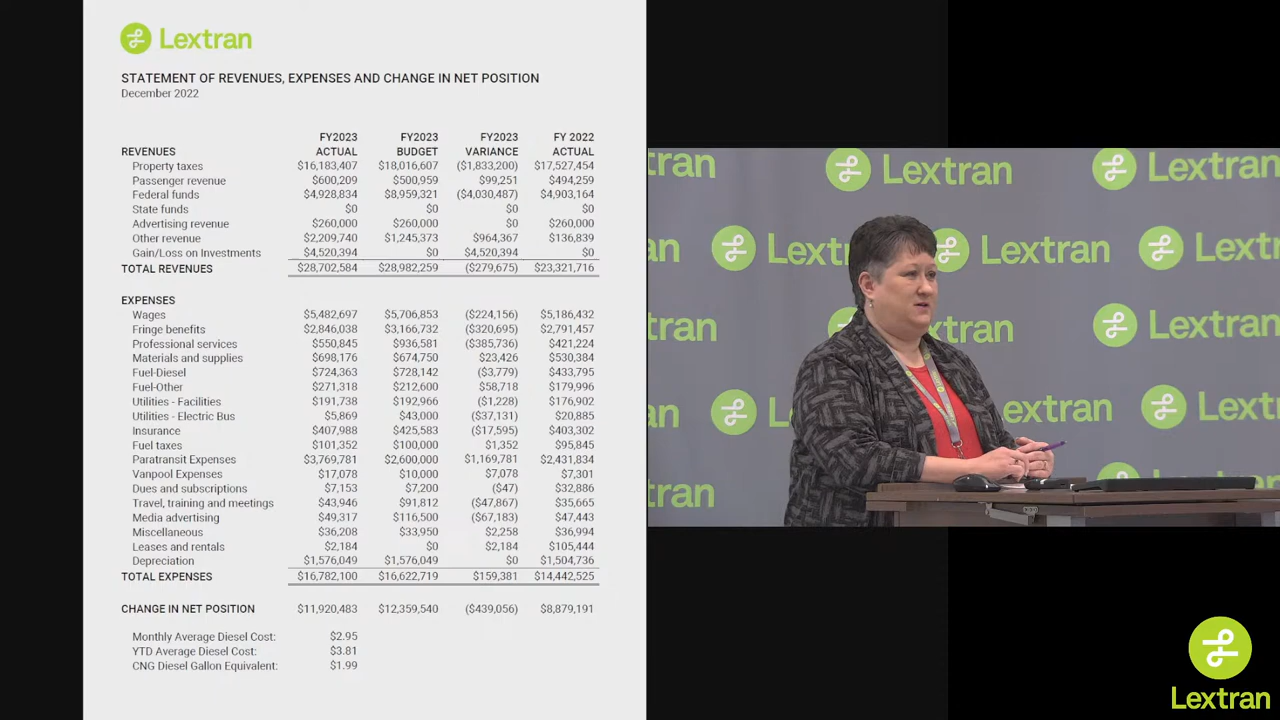 Lextran
STATEMENT OF REVENUES, EXPENSES AND CHANGE IN NET POSITION
December 2022
FY2023 FY2023 FY2023 FY 2022
REVENUES ACTUAL BUDGET VARIANCE ACTUAL
Property taxes $16,183,407 $18,016,607 ($1,833,200) $17,527,454
Passenger revenue $600,209 $500,959 $99,251 $494,259
Federal funds $4,928,834 $8,959,321 ($4,030,487) $4,903,164
State funds $0 $0 $0 $0
Advertising revenue $260,000 $260,000 $0 $260,000
Other revenue $2,209,740 $1,245,373 $964,367 $136,839
Gain/Loss on Investments $4,520,394 $0 $4,520,394 $0
TOTAL REVENUES $28,702,584 $28,982,259 ($279,675) $23,321,716
EXPENSES
Wages $5,482,697 $5,706,853 ($224,156) $5,186,432
Fringe benefits $2,846,038 $3,166,732 ($320,695) $2,791,457
Professional services $550,845 $936,581 ($385,736) $421,224
Materials and supplies $698,176 $674,750 $23,426 $530,384
Fuel-Diesel $724,363 $728,142 ($3,779) $433,795
Fuel-Other $271,318 $212,600 $58,718 $179,996
Utilities - Facilities $191,738 $192,966 ($1,228) $176,902
Utilities - Electric Bus $5,869 $43,000 ($37,131) $20,885
Insurance $407,988 $425,583 ($17,595) $403,302
Fuel taxes $101,352 $100,000 $1,352 $95,845
Paratransit Expenses $3,769,781 $2,600,000 $1,169,781 $2,431,834
Vanpool Expenses $17,078 $10,000 $7,078 $7,301
Dues and subscriptions $7,153 $7,200 ($47) $32,886
Travel, training and meetings $43,946 $91,812 ($47,867) $35,665
Media advertising $49,317 $116,500 ($67,183) $47,443
Miscellaneous $36,208 $33,950 $2,258 $36,994
Leases and rentals $2,184 $0 $2,184 $105,444
Depreciation $1,576,049 $1,576,049 $0 $1,504,736
TOTAL EXPENSES $16,782,100 $16,622,719 $159,381 $14,442,525
CHANGE IN NET POSITION $11,920,483 $12,359,540 ($439,056) $8,879,191
Monthly Average Diesel Cost: $2.95
YTD Average Diesel Cost: $3.81
CNG Diesel Gallon Equivalent: $1.99
tran Lextran Lextran
an Lext Lextran
tran Lextran
an extran Lext
tran
Lextran